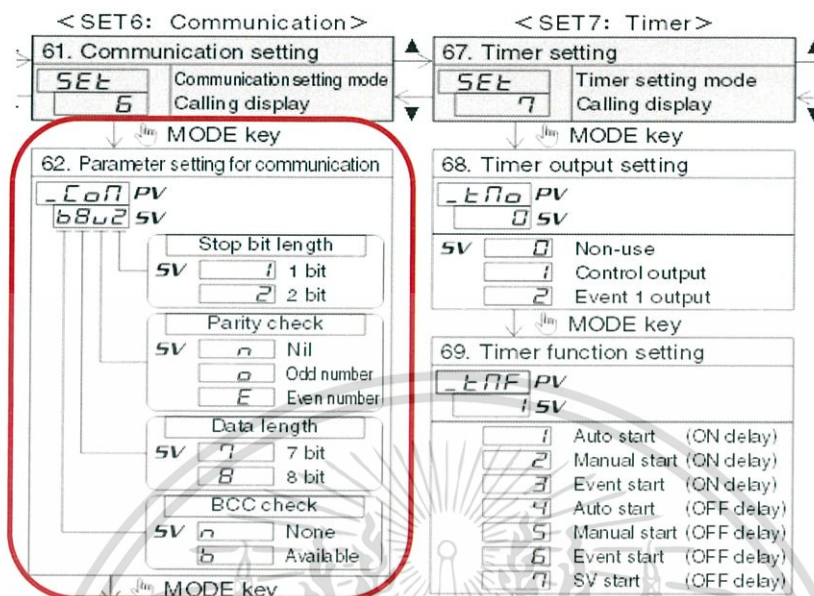 <SET6: Communication>
61. Communication setting
SEt Communication setting mode
6 Calling display
MODE key
62. Parameter setting for communication
_CoM PV
b8n2 SV
Stop bit length
SV 1 1 bit
2 2 bit
Parity check
SV n Nil
o Odd number
E Even number
Data length
SV 7 7 bit
8 8 bit
BCC check
SV n None
b Available
MODE key
<SET7: Timer>
67. Timer setting
SEt Timer setting mode
7 Calling display
MODE key
68. Timer output setting
_tMo PV
0 SV
SV 0 Non-use
1 Control output
2 Event 1 output
MODE key
69. Timer function setting
_tMF PV
1 SV
1 Auto start (ON delay)
2 Manual start (ON delay)
3 Event start (ON delay)
4 Auto start (OFF delay)
5 Manual start (OFF delay)
6 Event start (OFF delay)
7 SV start (OFF delay)